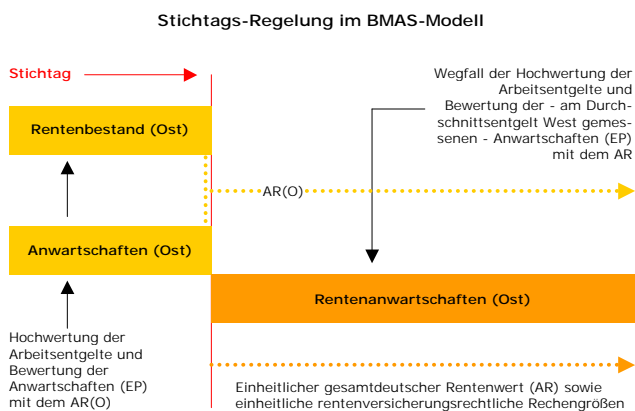 Stichtags-Regelung im BMAS-Modell
Stichtag
Wegfall der Hochwertung der
Arbeitsentgelte und
Bewertung der - am Durch-
schnittsentgelt West gemes-
senen - Anwartschaften (EP)
mit dem AR
Rentenbestand (Ost)
AR(O)
Anwartschaften (Ost)
Rentenanwartschaften (Ost)
Hochwertung der
Arbeitsentgelte und
Bewertung der
Anwartschaften (EP)
mit dem AR(O)
Einheitlicher gesamtdeutscher Rentenwert (AR) sowie
einheitliche rentenversicherungsrechtliche Rechengrößen